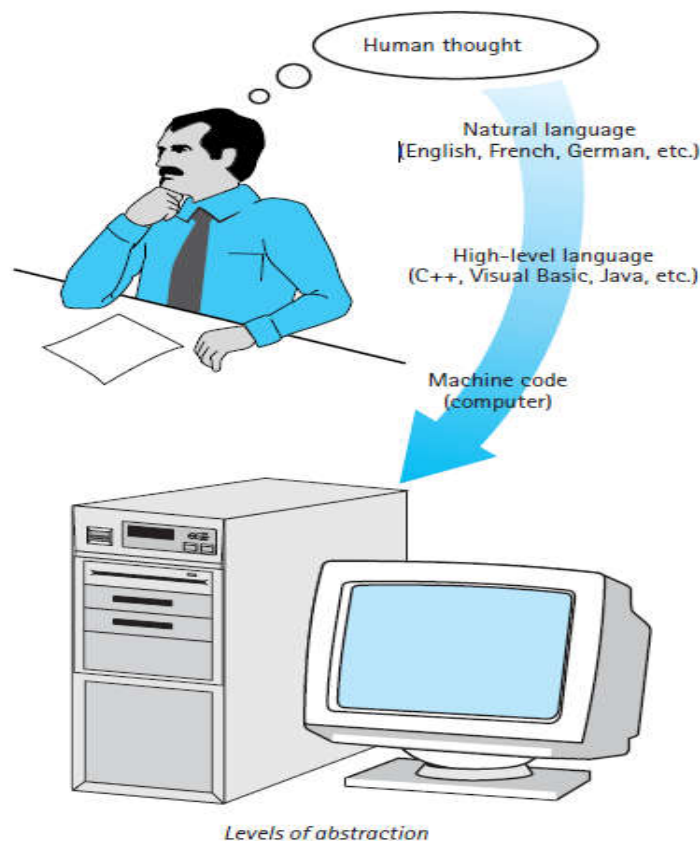 Human thought
Natural language
(English, French, German, etc.)
High-level language
(C++, Visual Basic, Java, etc.)
Machine code
(computer)
Levels of abstraction